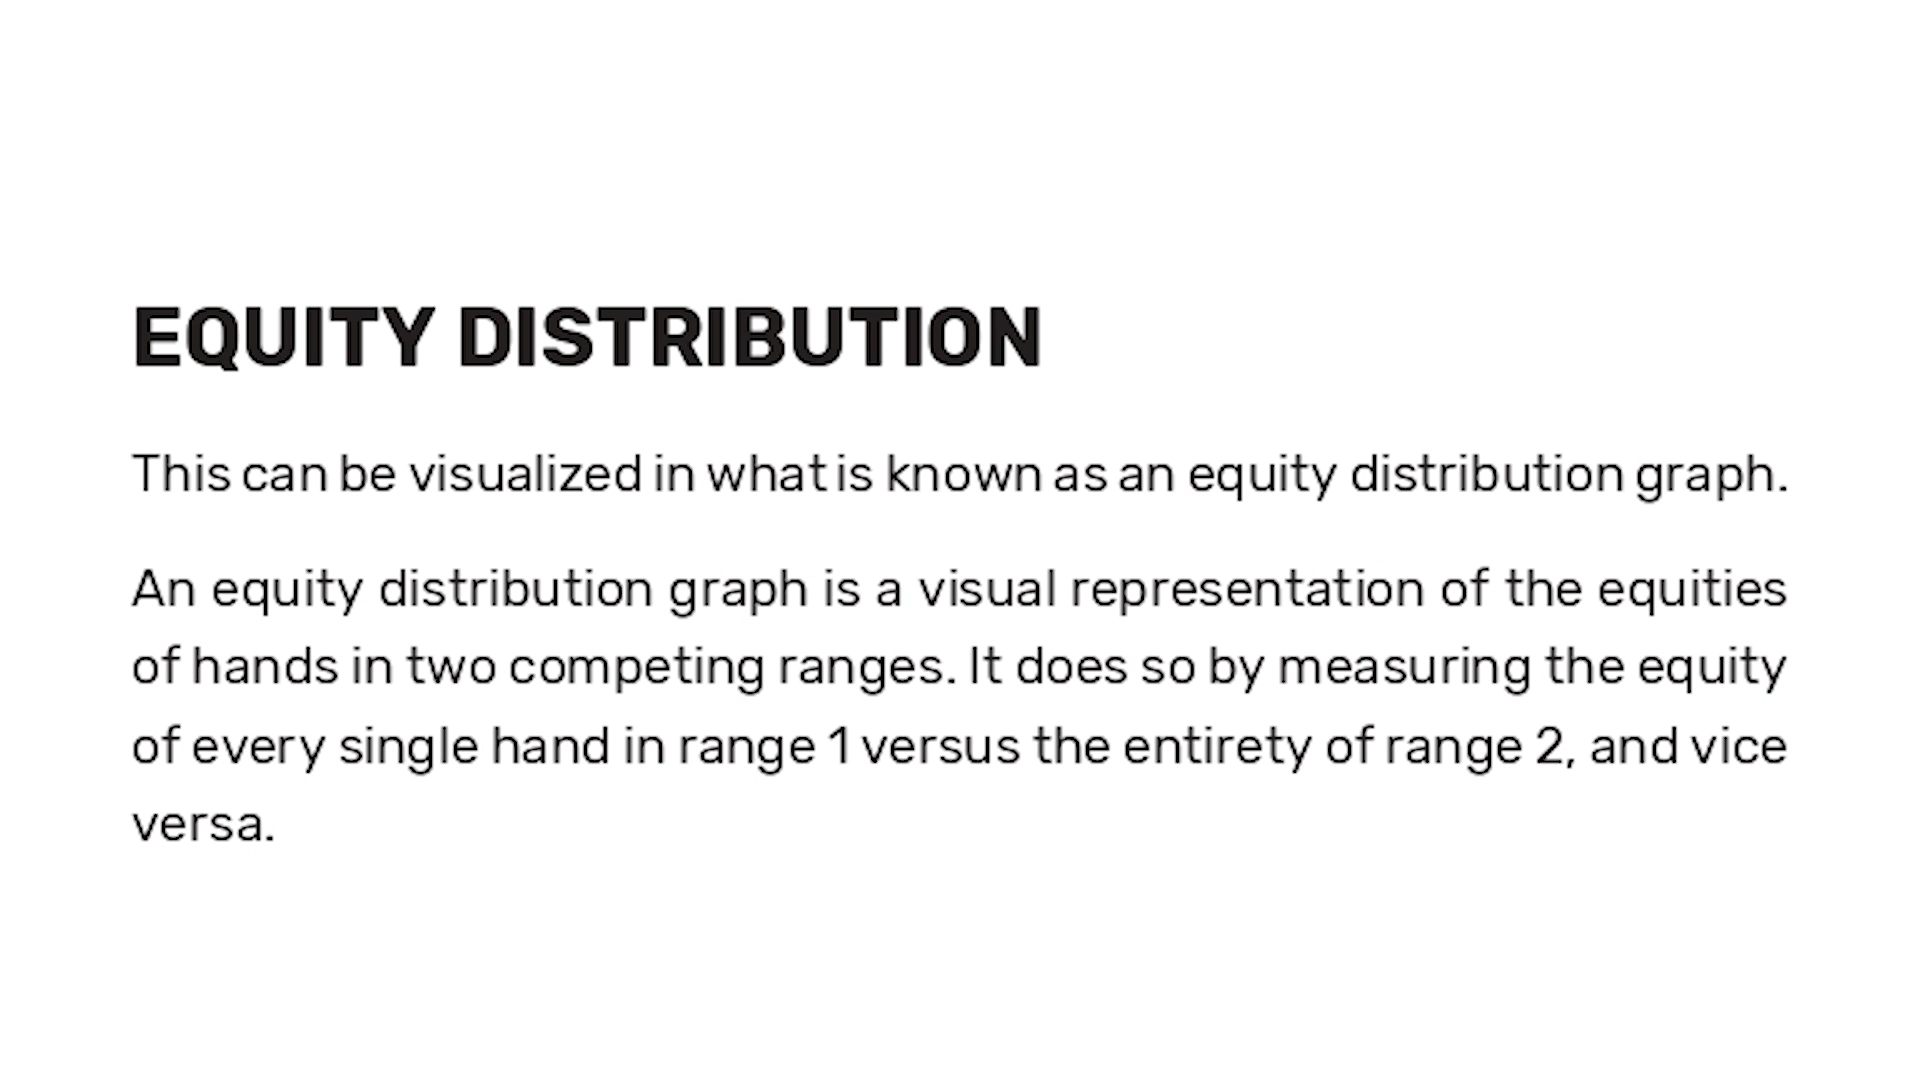 EQUITY DISTRIBUTION
This can be visualized in what is known as an equity distribution graph.
An equity distribution graph is a visual representation of the equities
of hands in two competing ranges. It does so by measuring the equity
of every single hand in range 1 versus the entirety of range 2, and vice
versa.